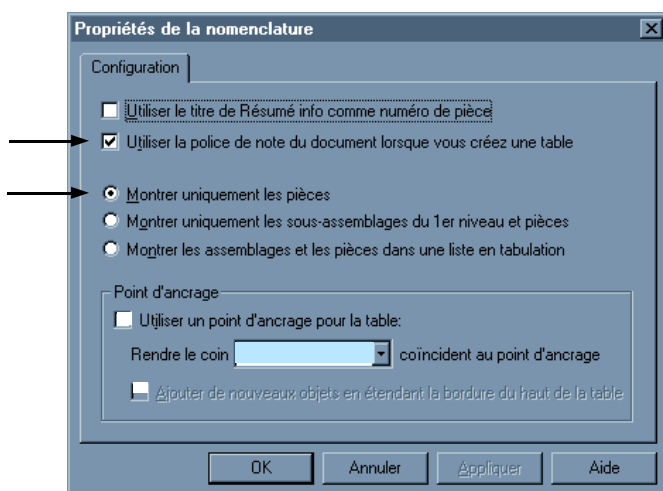 Propriétés de la nomenclature
Configuration
Utiliser le titre de Résumé info comme numéro de pièce
Utiliser la police de note du document lorsque vous créez une table
Montrer uniquement les pièces
Montrer uniquement les sous-assemblages du 1er niveau et pièces
Montrer les assemblages et les pièces dans une liste en tabulation
Point d'ancrage
Utiliser un point d'ancrage pour la table:
Rendre le coin coïncident au point d'ancrage
Ajouter de nouveaux objets en étendant la bordure du haut de la table
OK Annuler Appliquer Aide